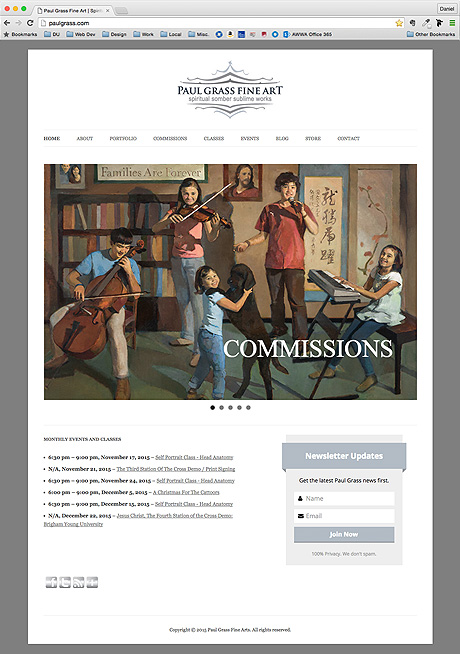 Paul Grass Fine Art | Spirit
Daniel
paulgrass.com
Bookmarks DU Web Dev Design Work Local Misc. AWWA Office 365 Other Bookmarks
PAUL GRASS FINE ART
spiritual somber sublime works
HOME ABOUT PORTFOLIO COMMISSIONS CLASSES EVENTS BLOG STORE CONTACT
Families Are Forever
龍騰虎躍
COMMISSIONS
MONTHLY EVENTS AND CLASSES
6:30 pm – 9:00 pm, November 17, 2015 – Self Portrait Class - Head Anatomy
N/A, November 21, 2015 – The Third Station Of The Cross Demo / Print Signing
6:30 pm – 9:00 pm, November 24, 2015 – Self Portrait Class - Head Anatomy
6:00 pm – 9:00 pm, December 5, 2015 – A Christmas For The Cattoors
6:30 pm – 9:00 pm, December 15, 2015 – Self Portrait Class - Head Anatomy
N/A, December 22, 2015 – Jesus Christ, The Fourth Station of the Cross Demo:
Brigham Young University
Newsletter Updates
Get the latest Paul Grass news first.
Name
Email
Join Now
100% Privacy. We don't spam.
Copyright © 2015 Paul Grass Fine Arts. All rights reserved.